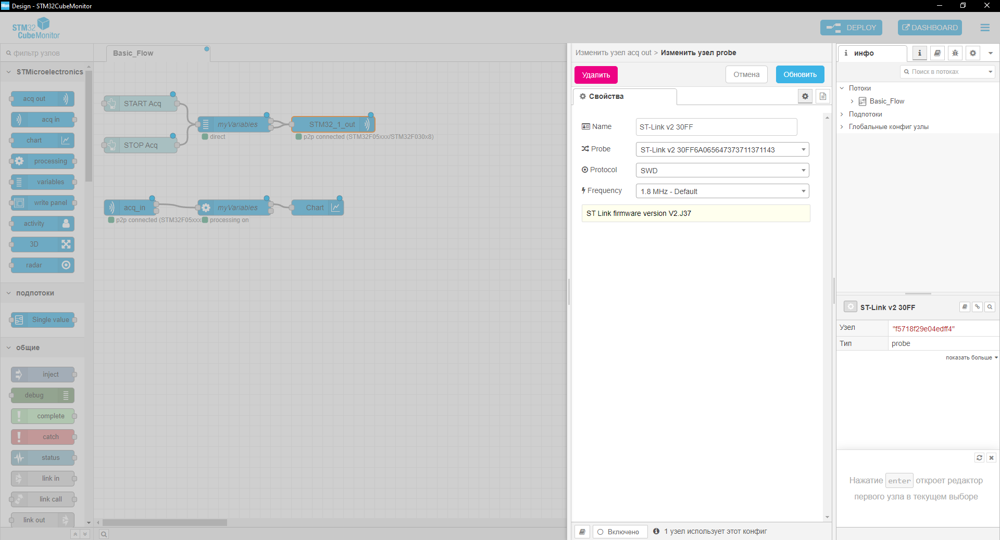 Mon Design - STM32CubeMonitor
STM32
CubeMonitor
DEPLOY
DASHBOARD
фильтр узлов
STMicroelectronics
acq out
acq in
chart
processing
variables
write panel
activity
3D
radar
подпотоки
Single value
общие
inject
debug
complete
catch
status
link in
link call
link out
Basic_Flow
START Acq
STOP Acq
myVariables
direct
STM32_1_out
p2p connected (STM32F05xxx/STM32F030x8)
acq_in
p2p connected (STM32F05xxx
myVariables
processing on
Chart
Изменить узел acq out > Изменить узел probe
Удалить
Отмена
Обновить
Свойства
Name
ST-Link v2 30FF
Probe
ST-Link v2 30FF6A065647373711371143
Protocol
SWD
Frequency
1.8 MHz - Default
ST Link firmware version V2.J37
Включено
1 узел использует этот конфиг
инфо
Поиск в потоках
Потоки
Basic_Flow
Подпотоки
Глобальные конфиг узлы
ST-Link v2 30FF
Узел
"f5718f29e04edff4"
Тип
probe
показать больше
Нажатие enter откроет редактор
первого узла в текущем выборе